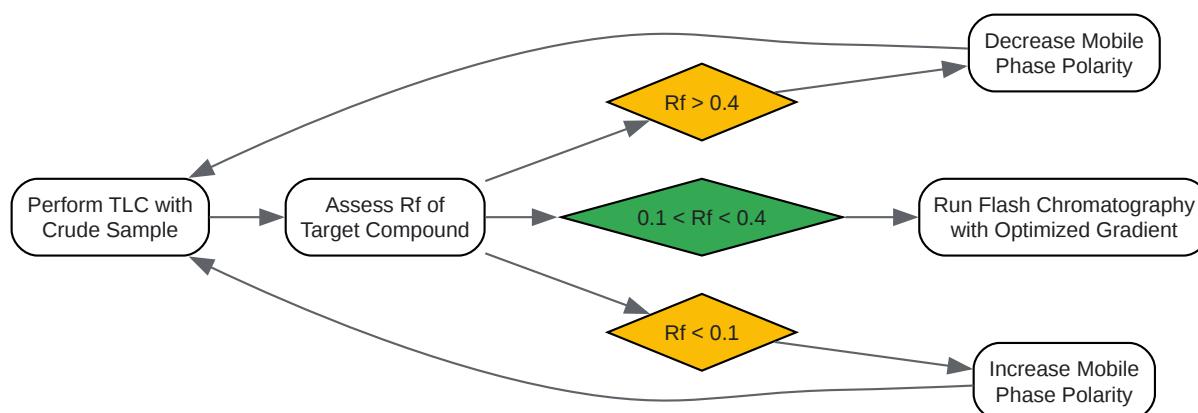 Perform TLC with
Crude Sample
Assess Rf of
Target Compound
Rf > 0.4
Decrease Mobile
Phase Polarity
0.1 < Rf < 0.4
Run Flash Chromatography
with Optimized Gradient
Rf < 0.1
Increase Mobile
Phase Polarity